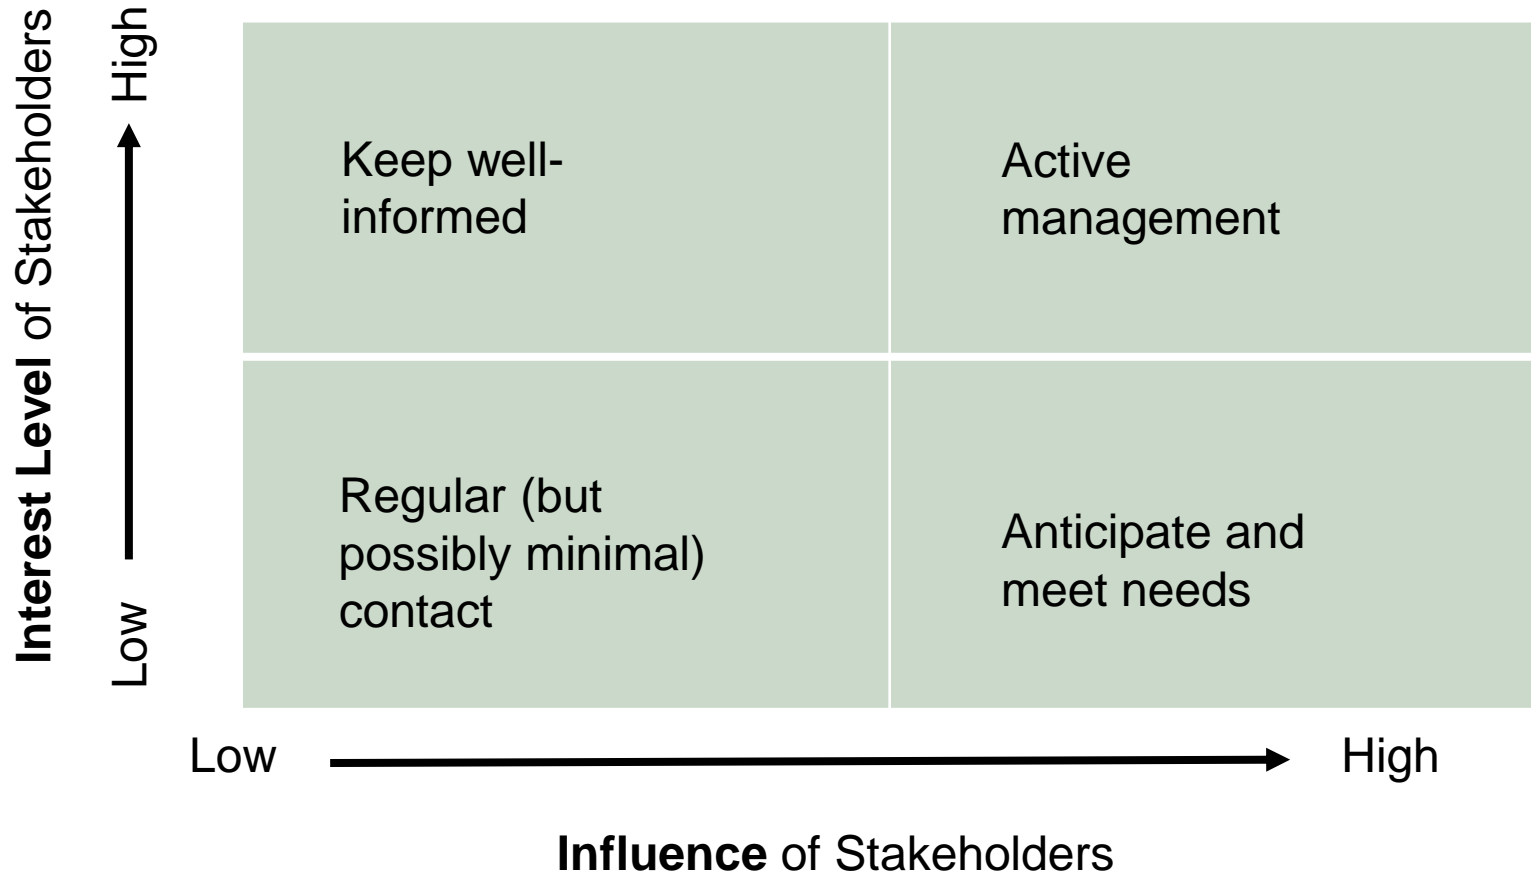 Interest Level of Stakeholders
High
Low
Keep well-
informed
Active
management
Regular (but
possibly minimal)
contact
Anticipate and
meet needs
Low
High
Influence of Stakeholders